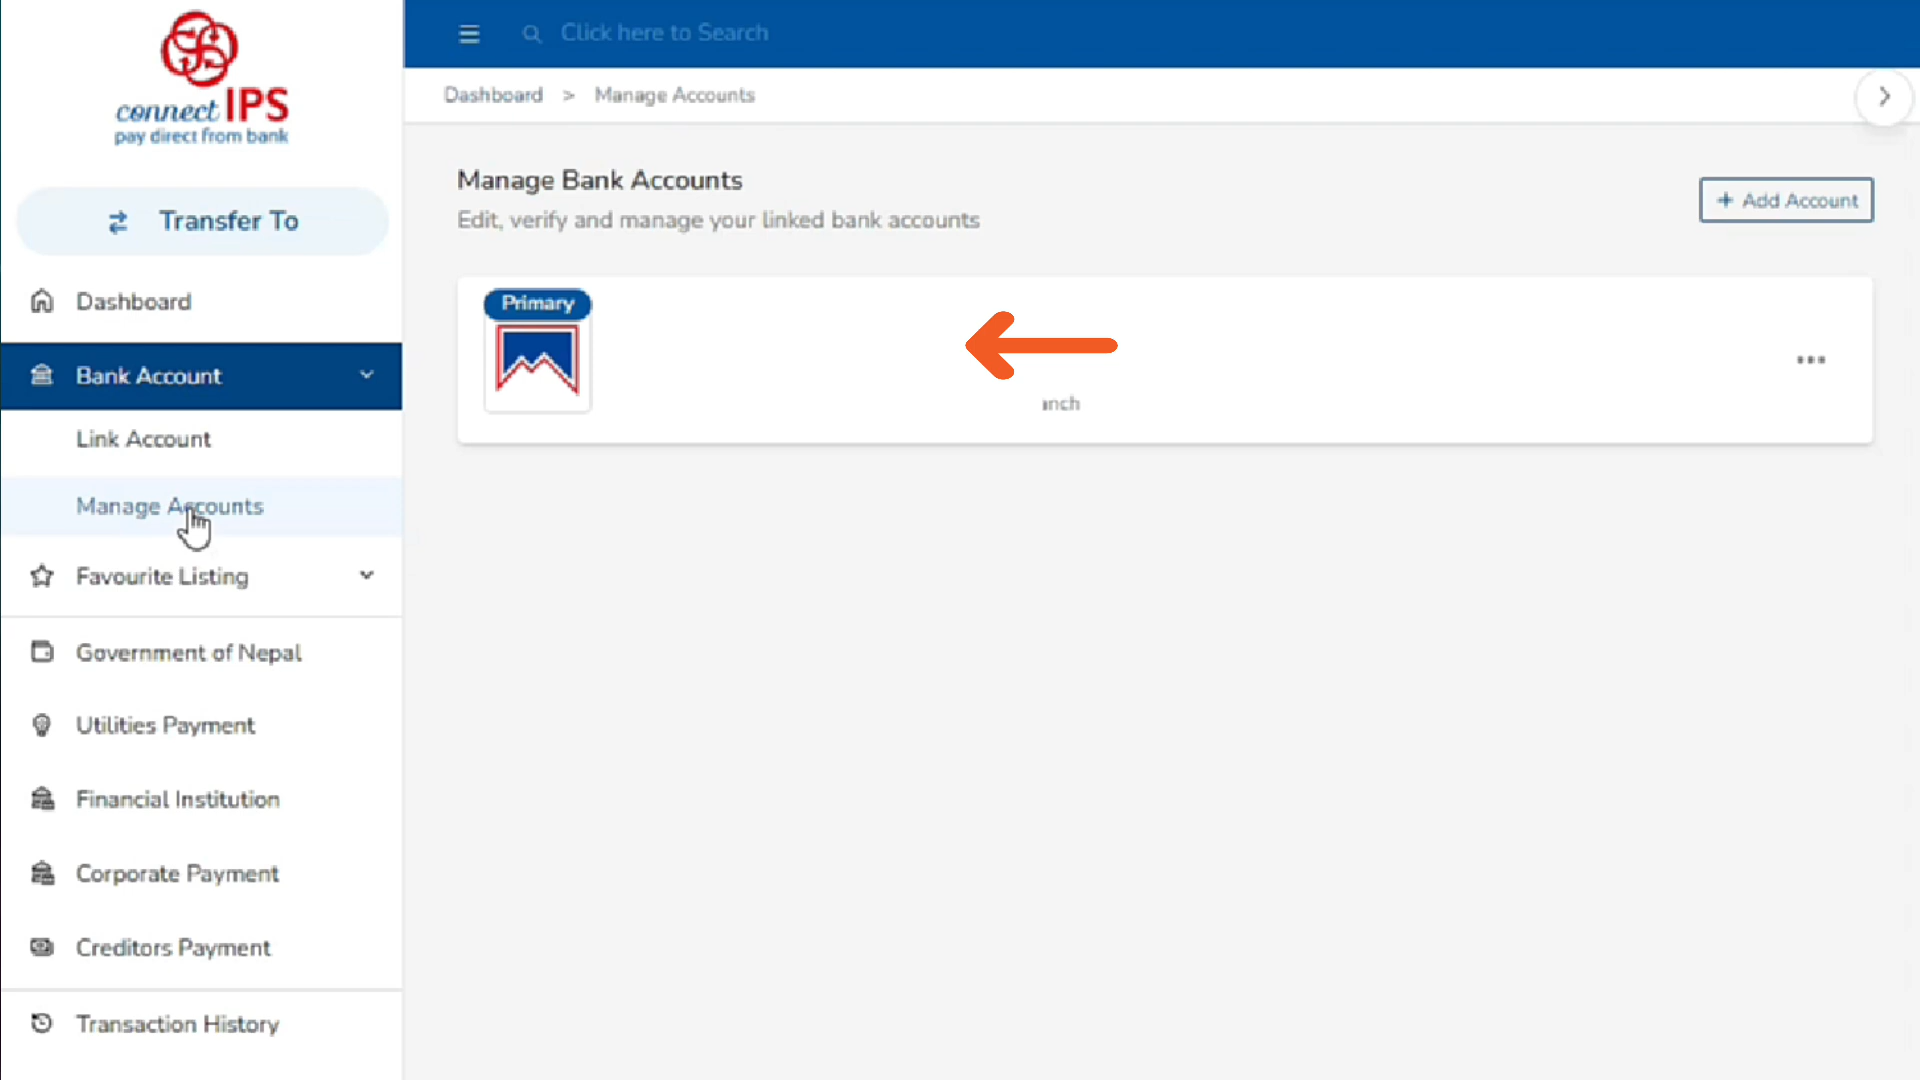 connectIPS
pay direct from bank
Transfer To
Dashboard
Bank Account
Link Account
Manage Accounts
Favourite Listing
Government of Nepal
Utilities Payment
Financial Institution
Corporate Payment
Creditors Payment
Transaction History
Click here to Search
Dashboard > Manage Accounts
Manage Bank Accounts
Edit, verify and manage your linked bank accounts
+ Add Account
Primary